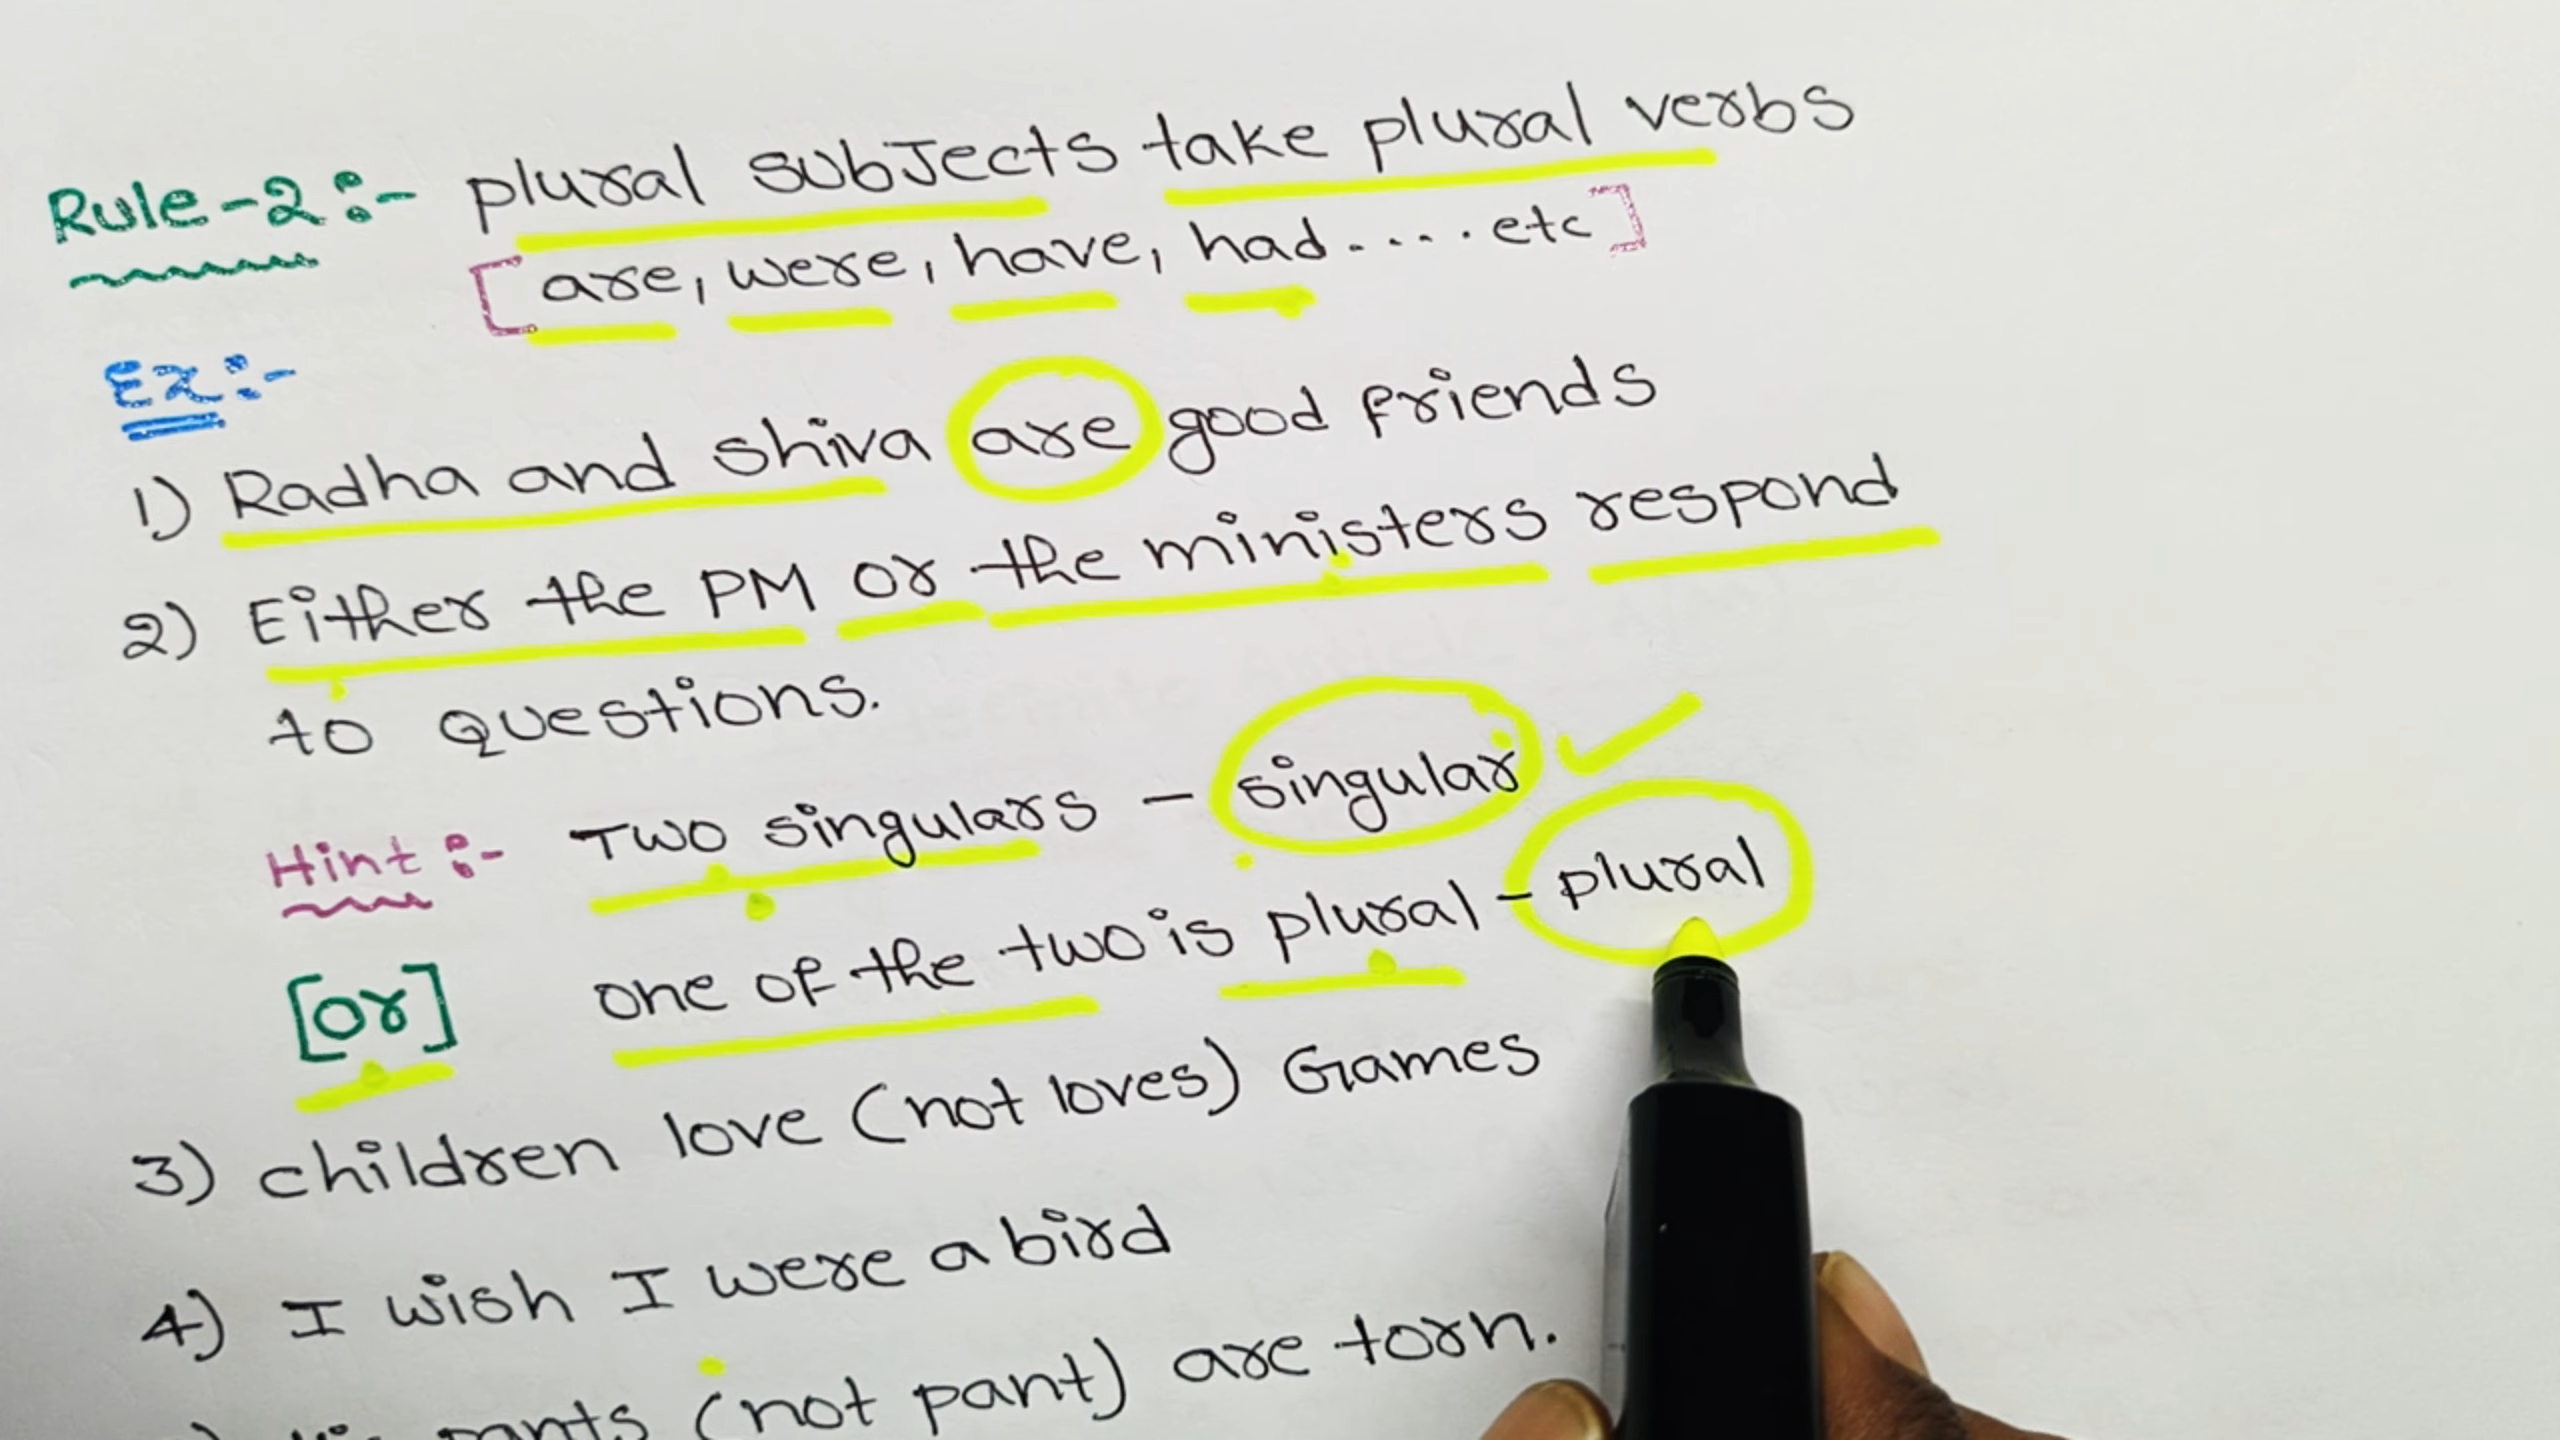 Rule-2:- plural subjects take plural verbs
[are, were, have, had.....etc]
Ex:-
1) Radha and shiva are good friends
2) Either the PM or the ministers respond
to questions.
Hint:- Two singulars - singular
[or] one of the two is plural - plural
3) children love (not loves) Games
4) I wish I were a bird
pants (not pant) are torn.